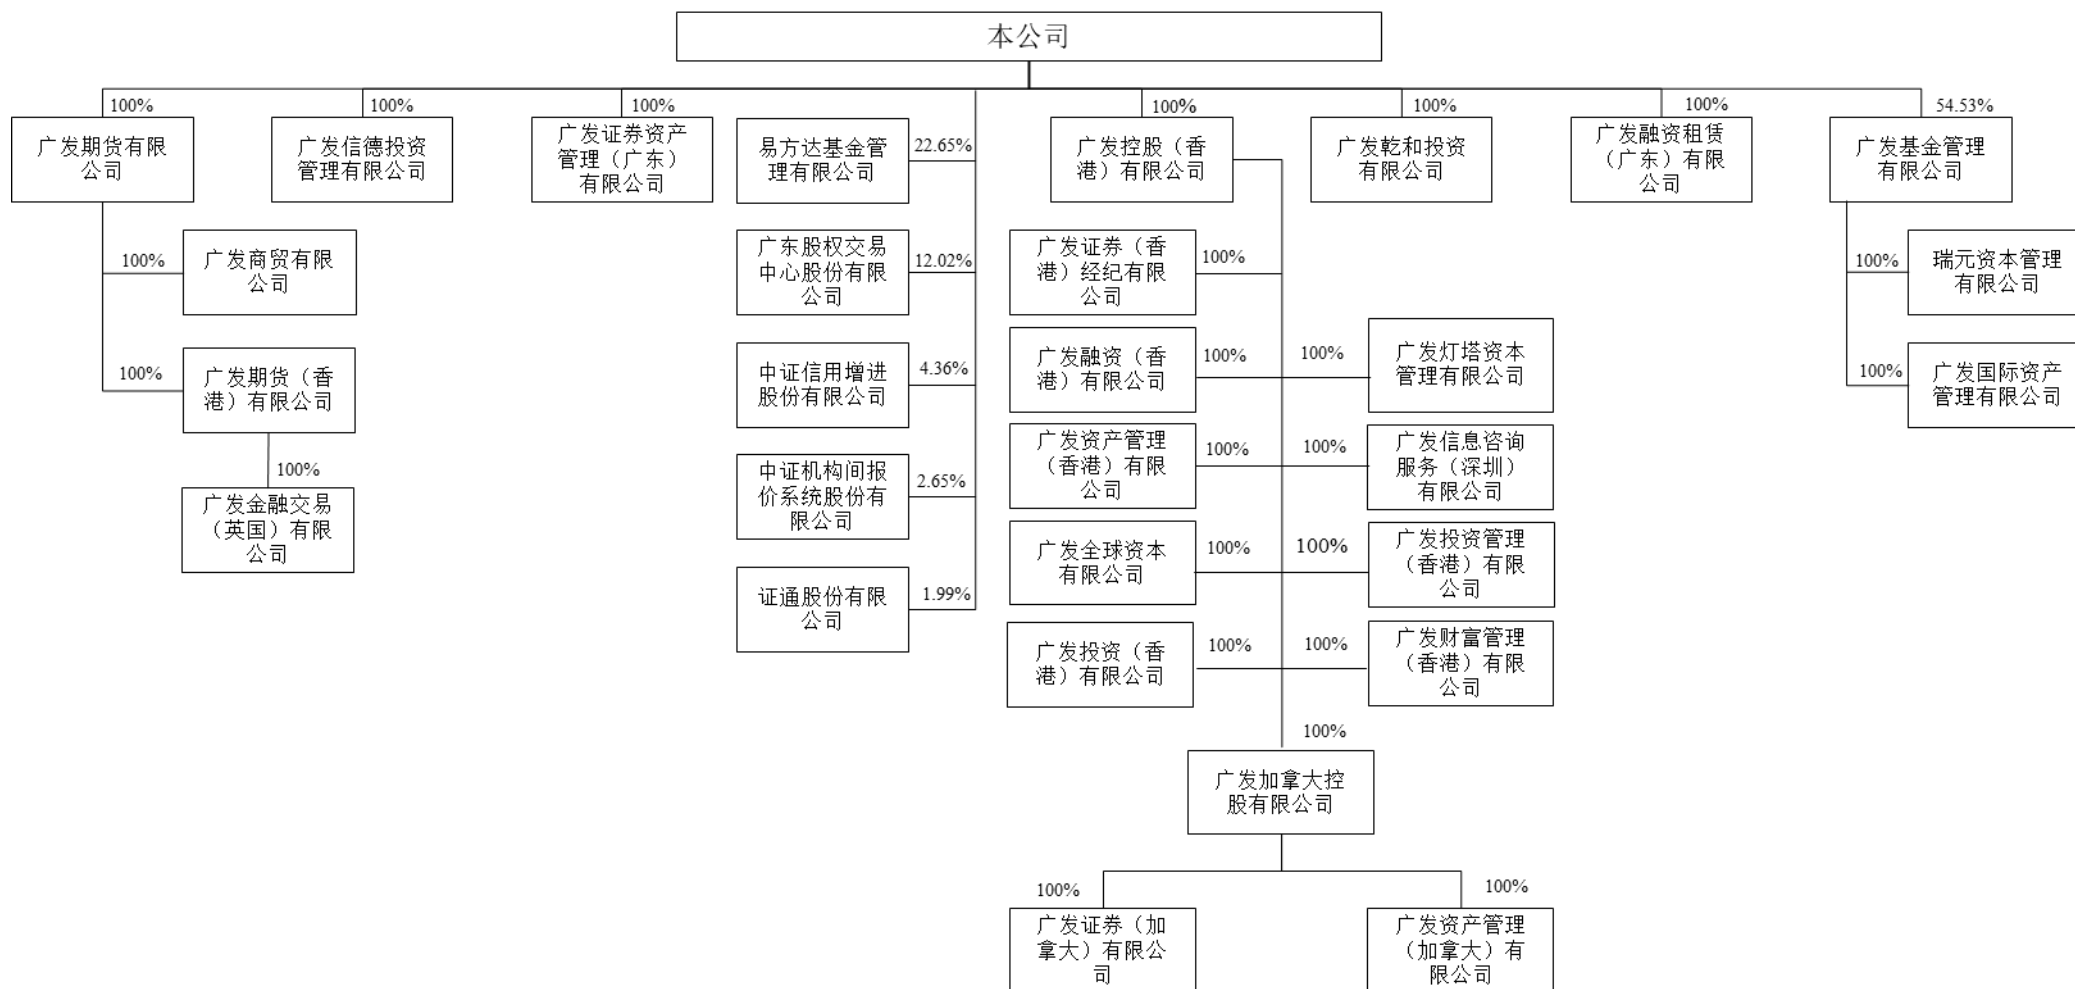 本公司
100%
100%
100%
100%
100%
100%
54.53%
广发期货有限
公司
广发信德投资
管理有限公司
广发证券资产
管理（广东）
有限公司
易方达基金管
理有限公司
22.65%
广发控股（香
港）有限公司
广发乾和投资
有限公司
广发融资租赁
（广东）有限
公司
广发基金管理
有限公司
100%
广发商贸有限
公司
广东股权交易
中心股份有限
公司
12.02%
广发证券（香
港）经纪有限
公司
100%
100%
瑞元资本管理
有限公司
100%
广发期货（香
港）有限公司
中证信用增进
股份有限公司
4.36%
广发融资（香
港）有限公司
100%
100%
广发灯塔资本
管理有限公司
100%
广发国际资产
管理有限公司
100%
广发金融交易
（英国）有限
公司
中证机构间报
价系统股份有
限公司
2.65%
广发资产管理
（香港）有限
公司
100%
100%
广发信息咨询
服务（深圳）
有限公司
广发全球资本
有限公司
100%
100%
广发投资管理
（香港）有限
公司
证通股份有限
公司
1.99%
广发投资（香
港）有限公司
100%
100%
广发财富管理
（香港）有限
公司
100%
广发加拿大控
股有限公司
100%
100%
广发证券（加
拿大）有限公
司
广发资产管理
（加拿大）有
限公司